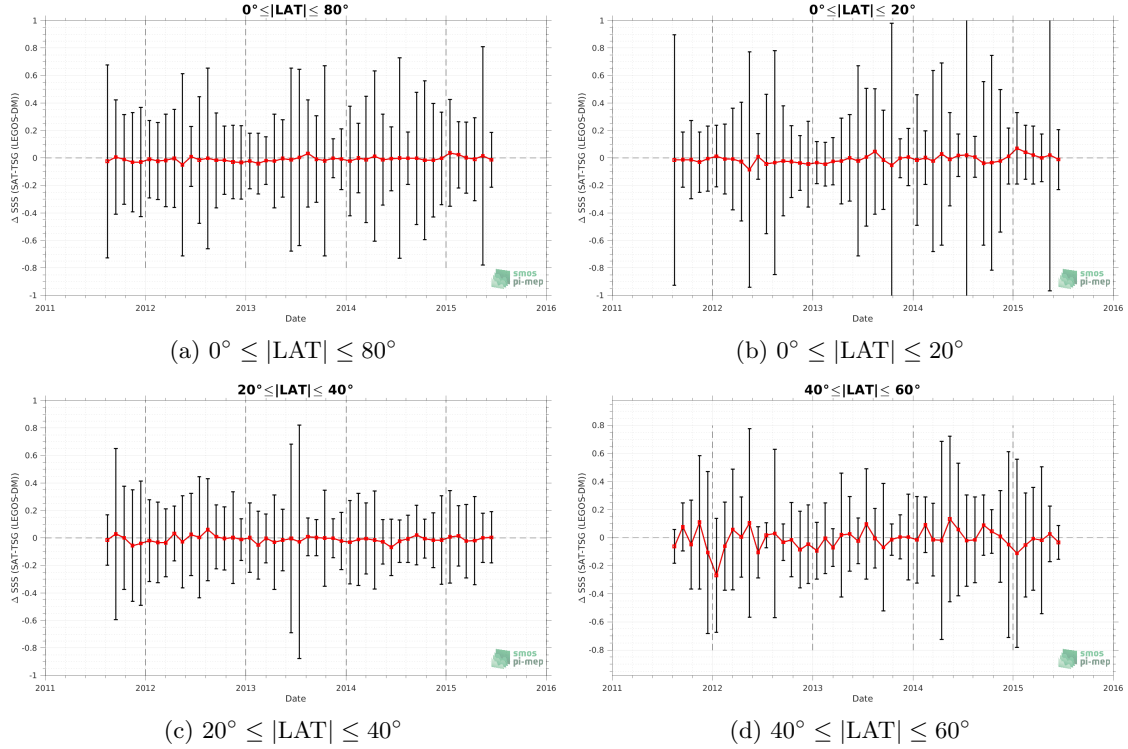 0°≤|LAT|≤ 80°
1
0.8
0.6
0.4
0.2
0
-0.2
-0.4
-0.6
-0.8
-1
Δ SSS (SAT-TSG (LEGOS-DM))
2011 2012 2013 2014 2015 2016
Date
smos
pi-mep
(a) 0° ≤ |LAT| ≤ 80°
0°≤|LAT|≤ 20°
1
0.8
0.6
0.4
0.2
0
-0.2
-0.4
-0.6
-0.8
-1
Δ SSS (SAT-TSG (LEGOS-DM))
2011 2012 2013 2014 2015 2016
Date
smos
pi-mep
(b) 0° ≤ |LAT| ≤ 20°
20°≤|LAT|≤ 40°
1
0.8
0.6
0.4
0.2
0
-0.2
-0.4
-0.6
-0.8
-1
Δ SSS (SAT-TSG (LEGOS-DM))
2011 2012 2013 2014 2015 2016
Date
smos
pi-mep
(c) 20° ≤ |LAT| ≤ 40°
40°≤|LAT|≤ 60°
0.8
0.6
0.4
0.2
0
-0.2
-0.4
-0.6
-0.8
Δ SSS (SAT-TSG (LEGOS-DM))
2011 2012 2013 2014 2015 2016
Date
smos
pi-mep
(d) 40° ≤ |LAT| ≤ 60°